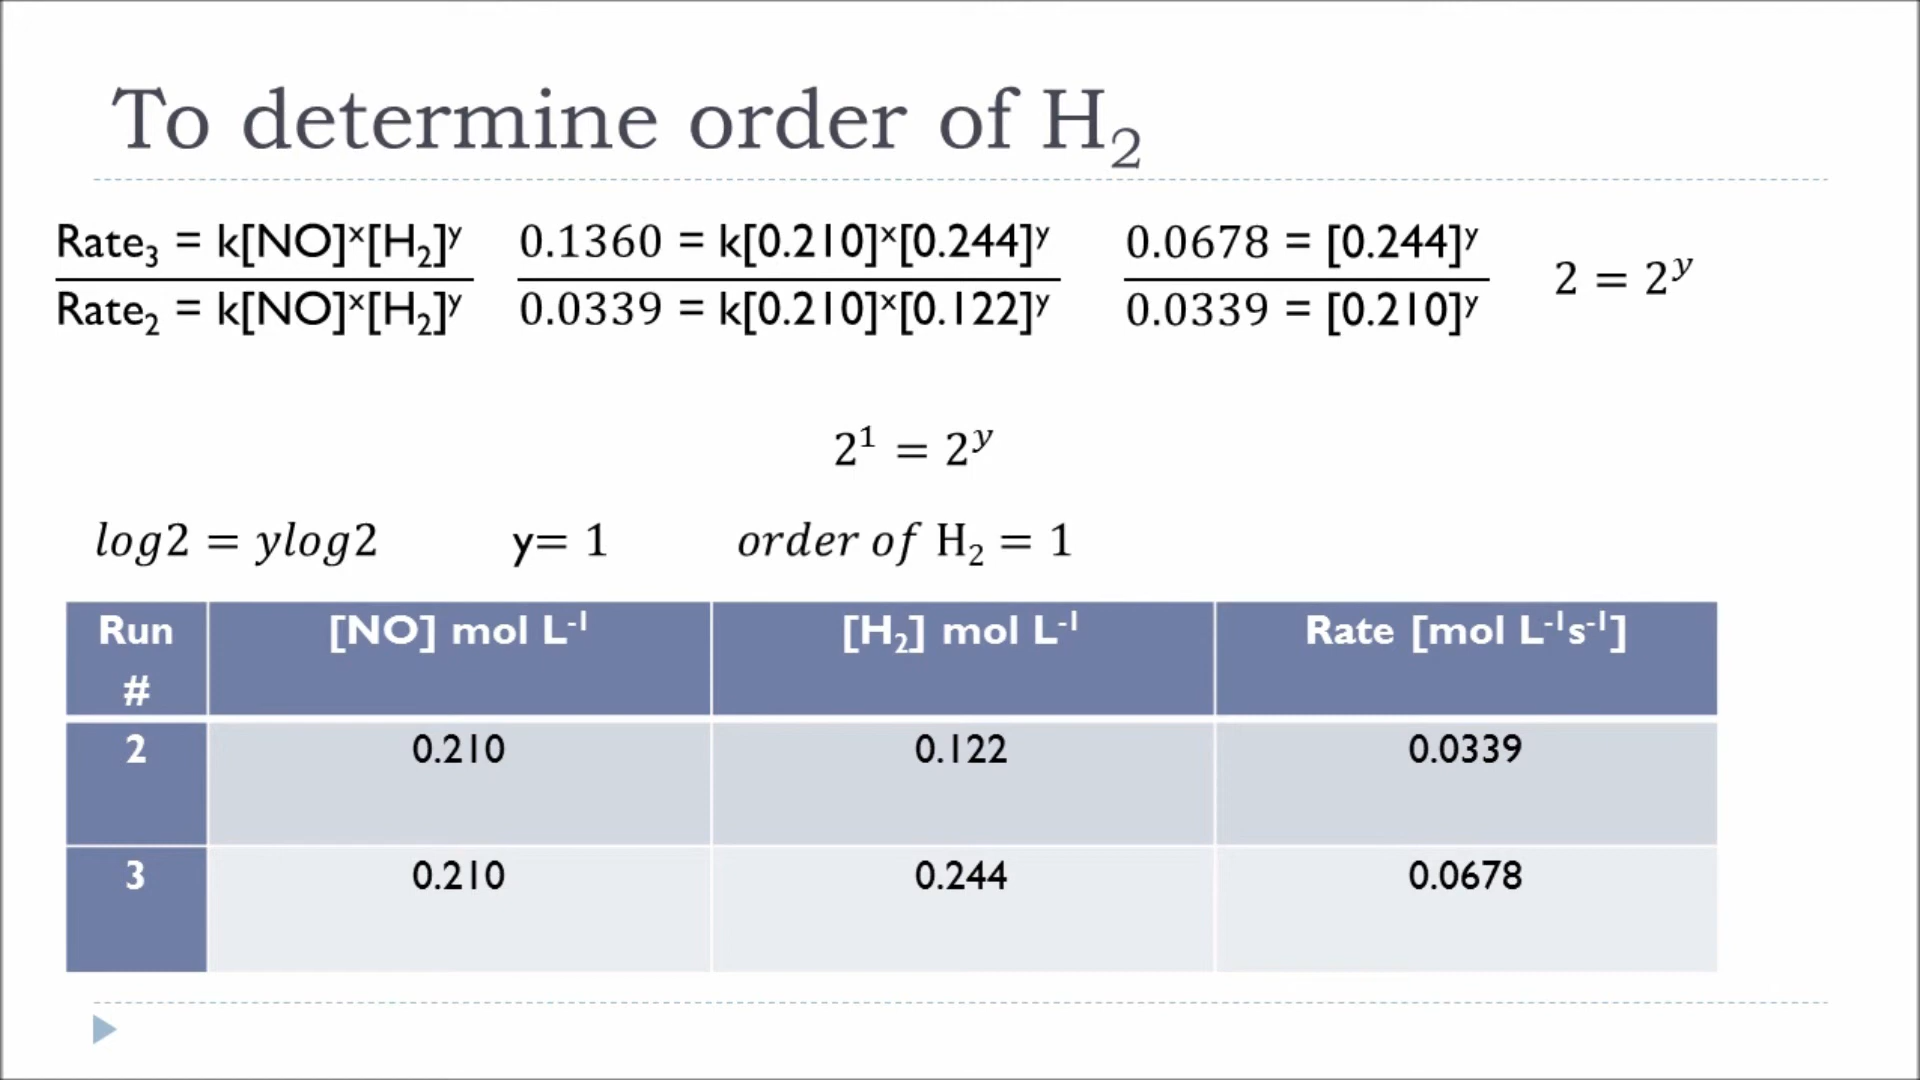 To determine order of H₂
Rate₃ = k[NO]ˣ[H₂]ʸ
Rate₂ = k[NO]ˣ[H₂]ʸ
0.1360 = k[0.210]ˣ[0.244]ʸ
0.0339 = k[0.210]ˣ[0.122]ʸ
0.0678 = [0.244]ʸ
0.0339 = [0.210]ʸ
2 = 2ʸ
2¹ = 2ʸ
log2 = ylog2 y= 1 order of H₂ = 1
Run # [NO] mol L⁻¹ [H₂] mol L⁻¹ Rate [mol L⁻¹s⁻¹]
2 0.210 0.122 0.0339
3 0.210 0.244 0.0678